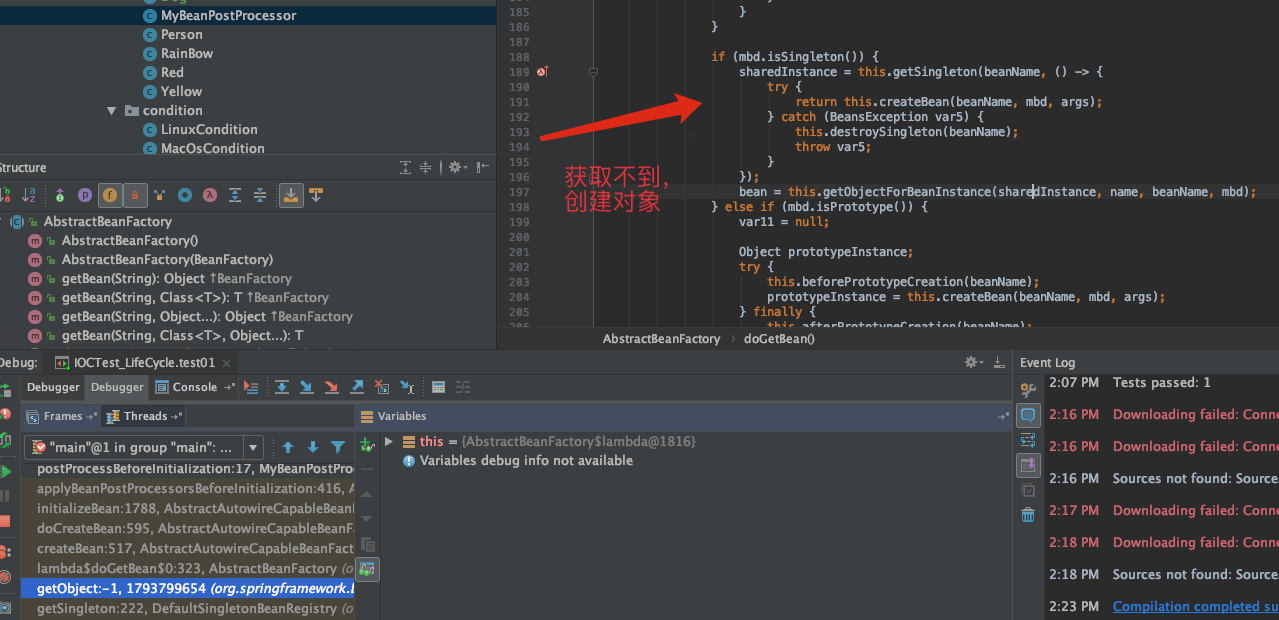 Dog
MyBeanPostProcessor
Person
RainBow
Red
Yellow
condition
LinuxCondition
MacOsCondition
Structure
AbstractBeanFactory
AbstractBeanFactory()
AbstractBeanFactory(BeanFactory)
getBean(String): Object ↑BeanFactory
getBean(String, Class<T>): T ↑BeanFactory
getBean(String, Object...): Object ↑BeanFactory
getBean(String, Class<T>, Object...): T
185 }
186 }
187
188 if (mbd.isSingleton()) {
189 sharedInstance = this.getSingleton(beanName, () -> {
190 try {
191 return this.createBean(beanName, mbd, args);
192 } catch (BeansException var5) {
193 this.destroySingleton(beanName);
194 throw var5;
195 }
196 });
197 bean = this.getObjectForBeanInstance(sharedInstance, name, beanName, mbd);
198 } else if (mbd.isPrototype()) {
199 var11 = null;
200
201 Object prototypeInstance;
202 try {
203 this.beforePrototypeCreation(beanName);
204 prototypeInstance = this.createBean(beanName, mbd, args);
205 } finally {
206 this.afterPrototypeCreation(beanName);
获取不到，
创建对象
AbstractBeanFactory › doGetBean()
Debug: IOCTest_LifeCycle.test01 ×
Debugger Debugger Console
Frames Threads
"main"@1 in group "main": ...
postProcessBeforeInitialization:17, MyBeanPostPro
applyBeanPostProcessorsBeforeInitialization:416, A
initializeBean:1788, AbstractAutowireCapableBeanF
doCreateBean:595, AbstractAutowireCapableBeanF
createBean:517, AbstractAutowireCapableBeanFact
lambda$doGetBean$0:323, AbstractBeanFactory (o
getObject:-1, 1793799654 (org.springframework.b
getSingleton:222, DefaultSingletonBeanRegistry (o
Variables
this = {AbstractBeanFactory$lambda@1816}
Variables debug info not available
Event Log
2:07 PM Tests passed: 1
2:16 PM Downloading failed: Conne
2:16 PM Downloading failed: Conne
2:16 PM Sources not found: Source
2:17 PM Downloading failed: Conne
2:18 PM Downloading failed: Conne
2:18 PM Sources not found: Source
2:23 PM Compilation completed su